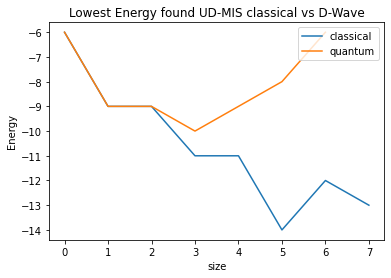 Lowest Energy found UD-MIS classical vs D-Wave
classical
quantum
Energy
−6
−7
−8
−9
−10
−11
−12
−13
−14
0 1 2 3 4 5 6 7
size